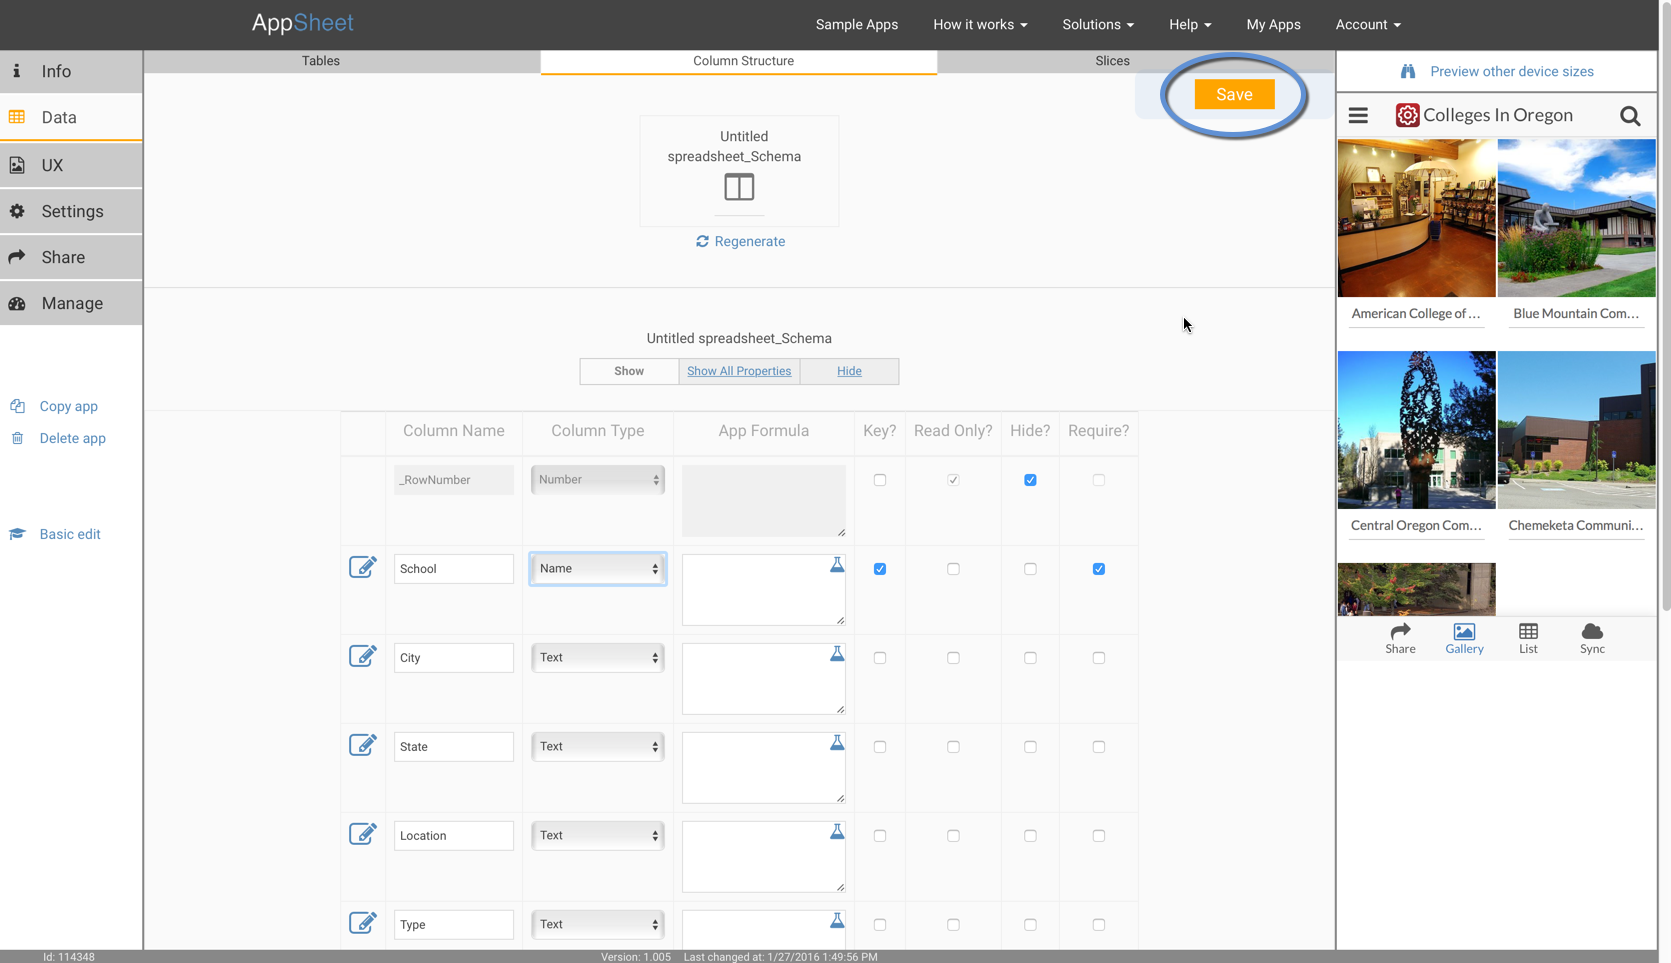 AppSheet
Sample Apps How it works Solutions Help My Apps Account
Info
Data
UX
Settings
Share
Manage
Copy app
Delete app
Basic edit
Tables Column Structure Slices
Save
Untitled
spreadsheet_Schema
Regenerate
Untitled spreadsheet_Schema
Show Show All Properties Hide
Column Name Column Type App Formula Key? Read Only? Hide? Require?
_RowNumber Number
School Name
City Text
State Text
Location Text
Type Text
Preview other device sizes
Colleges In Oregon
American College of ... Blue Mountain Com...
Central Oregon Com... Chemeketa Communi...
Share Gallery List Sync
Id: 114348 Version: 1.005 Last changed at: 1/27/2016 1:49:56 PM